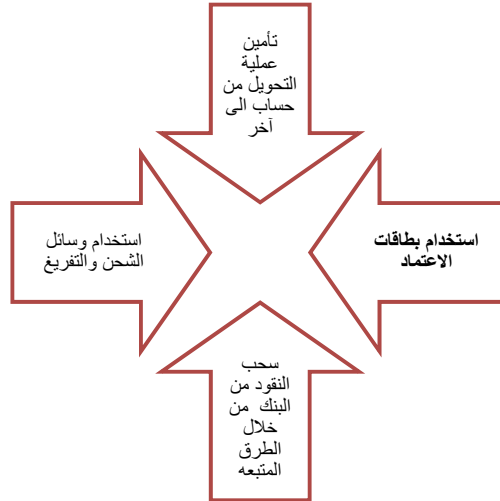 تأمين
عملية
التحويل من
حساب الى
آخر
استخدام بطاقات
الاعتماد
استخدام وسائل
الشحن والتفريغ
سحب
النقود من
البنك من
خلال
الطرق
المتبعه